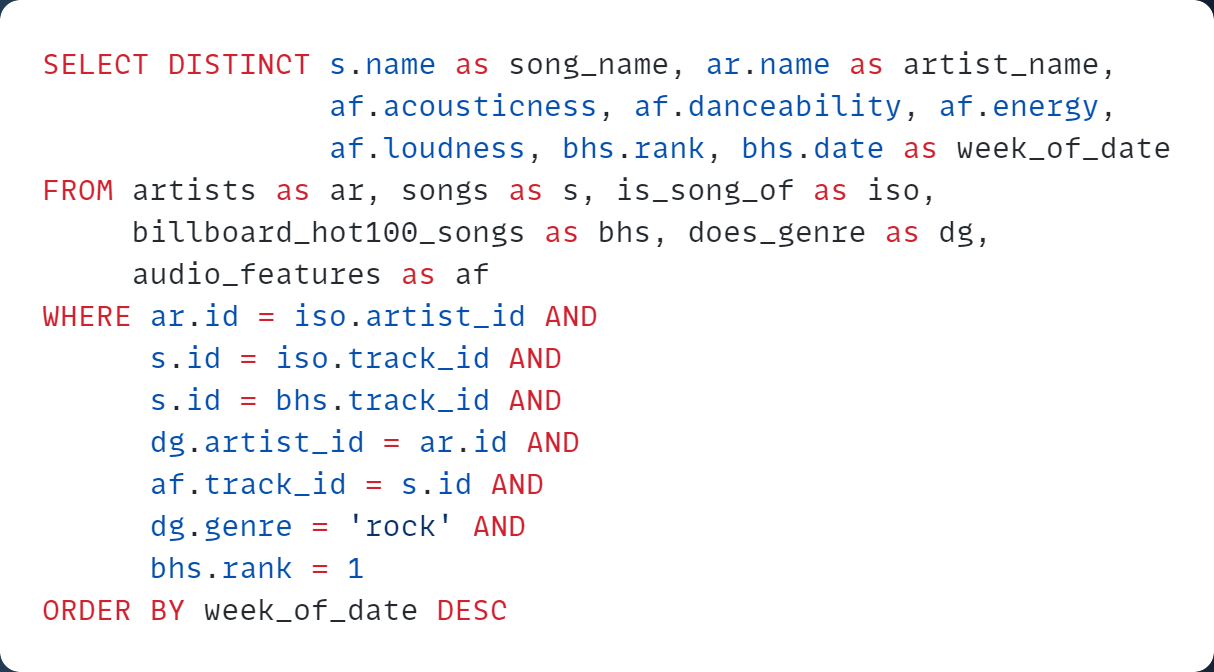 SELECT DISTINCT s.name as song_name, ar.name as artist_name,
                af.acousticness, af.danceability, af.energy,
                af.loudness, bhs.rank, bhs.date as week_of_date
FROM artists as ar, songs as s, is_song_of as iso,
     billboard_hot100_songs as bhs, does_genre as dg,
     audio_features as af
WHERE ar.id = iso.artist_id AND
      s.id = iso.track_id AND
      s.id = bhs.track_id AND
      dg.artist_id = ar.id AND
      af.track_id = s.id AND
      dg.genre = 'rock' AND
      bhs.rank = 1
ORDER BY week_of_date DESC